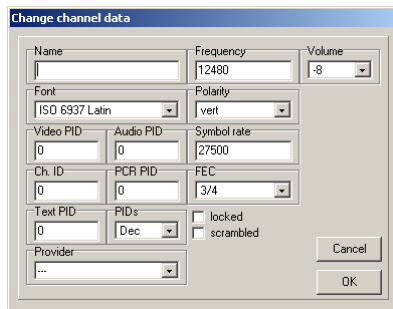 Change channel data
Name
Frequency
12480
Volume
-8
Font
ISO 6937 Latin
Polarity
vert
Video PID
0
Audio PID
0
Symbol rate
27500
Ch. ID
0
PCR PID
0
FEC
3/4
Text PID
0
PIDs
Dec
locked
scrambled
Provider
---
Cancel
OK